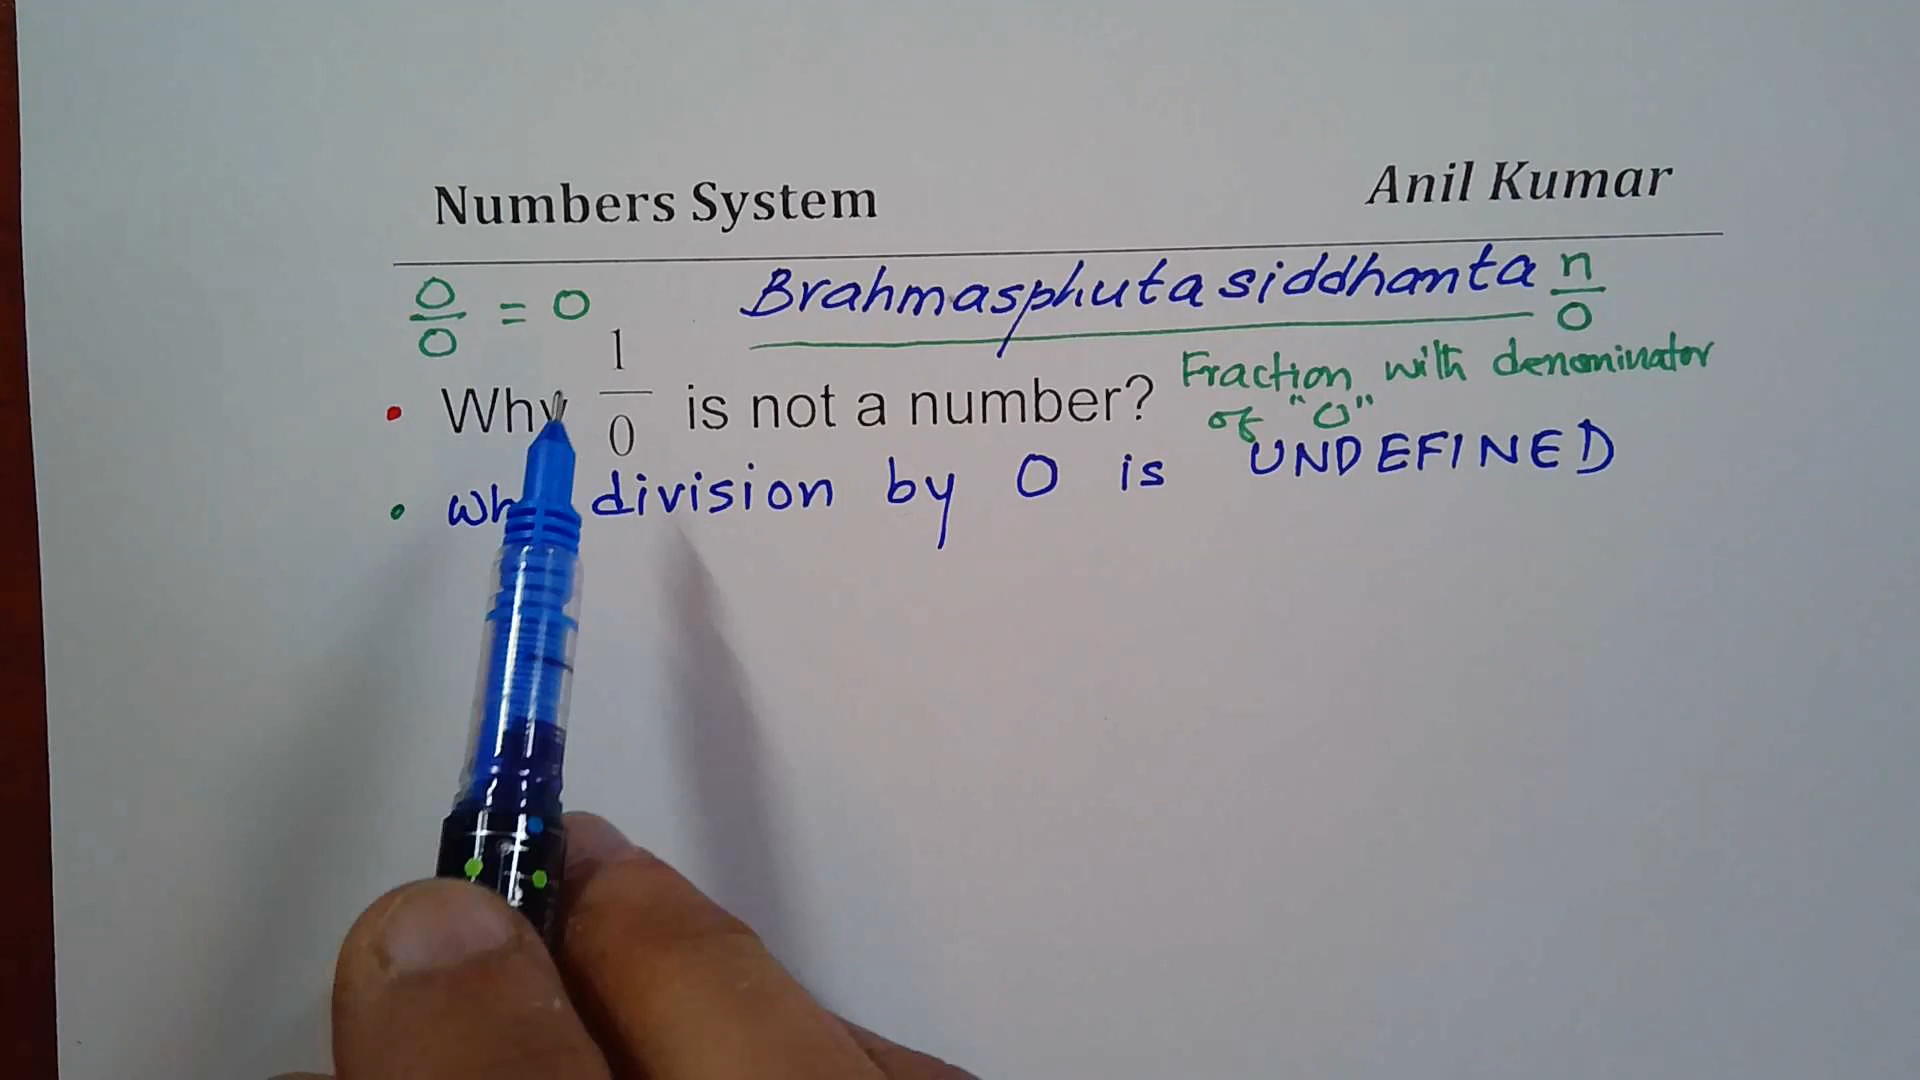 Numbers System
Anil Kumar
0/0 = 0
Brahmasphutasiddhanta n/0
Fraction with denominator of "0"
• Why 1/0 is not a number?
• division by 0 is UNDEFINED